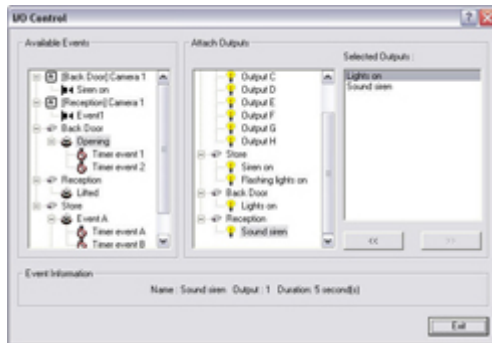 I/O Control
Available Events
[Back Door] Camera 1
Siren on
[Reception] Camera 1
Event1
Back Door
Opening
Timer event 1
Timer event 2
Reception
Lifted
Store
Event A
Timer event A
Timer event B
Attach Outputs
Output C
Output D
Output E
Output F
Output G
Output H
Store
Siren on
Flashing lights on
Back Door
Lights on
Reception
Sound siren
Selected Outputs :
Lights on
Sound siren
<< >>
Event Information
Name : Sound siren Output : 1 Duration: 5 second(s)
Exit